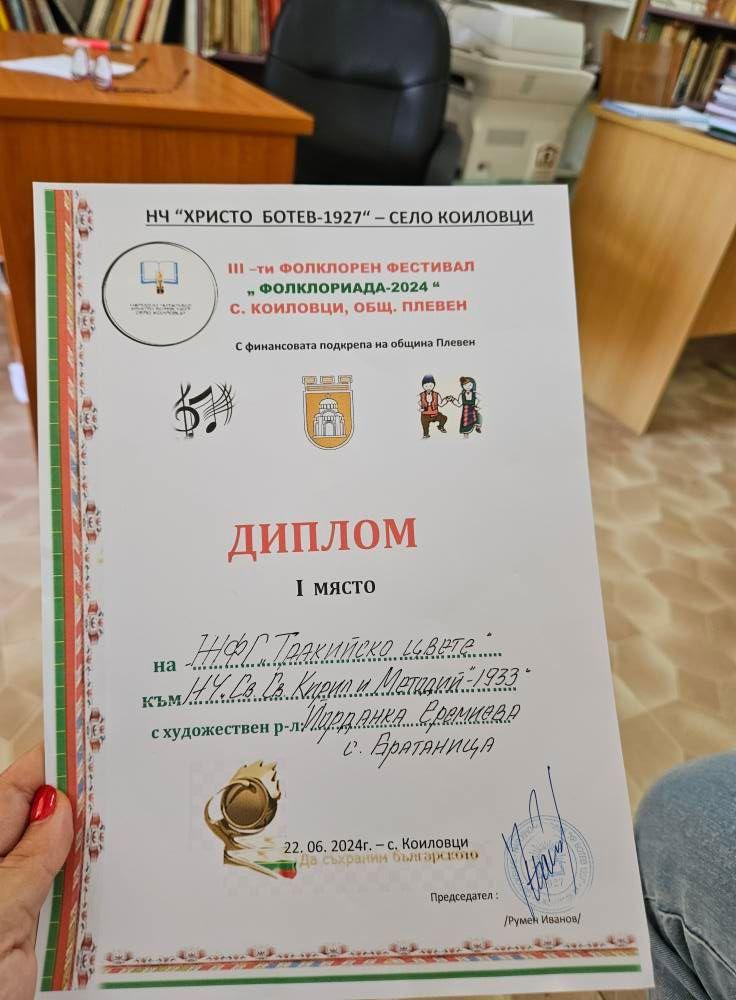 НЧ "ХРИСТО БОТЕВ-1927" – СЕЛО КОИЛОВЦИ
III –ти ФОЛКЛОРЕН ФЕСТИВАЛ
„ ФОЛКЛОРИАДА-2024 “
С. КОИЛОВЦИ, ОБЩ. ПЛЕВЕН
СЕЛО КОИЛОВЦИ
С финансовата подкрепа на община Плевен
ДИПЛОМ
I място
на ЖФГ „Тракийско цвете“
към НЧ „Св. Св. Кирил и Методий“-1933“
с художествен р-л: Йорданка Еремиева
с. Братаница
22. 06. 2024г. – с. Коиловци
Да съхраним българското
Председател :
/Румен Иванов/